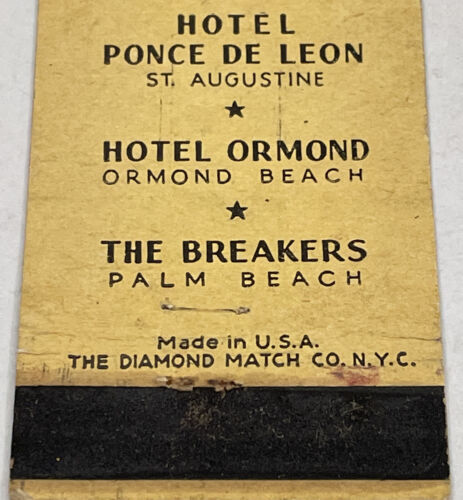 HOTEL
PONCE DE LEON
ST. AUGUSTINE
★
HOTEL ORMOND
ORMOND BEACH
★
THE BREAKERS
PALM BEACH
Made in U.S.A.
THE DIAMOND MATCH CO. N.Y.C.